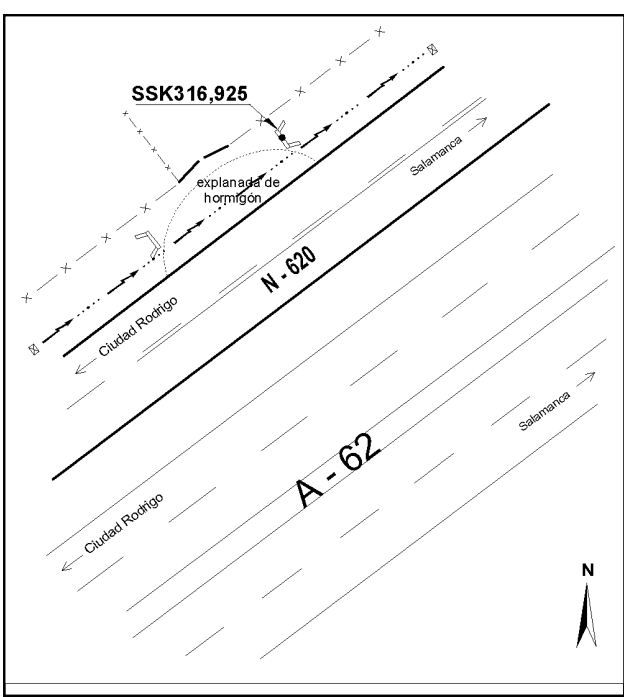 SSK316,925
Salamanca
explanada de
hormigón
N - 620
Ciudad Rodrigo
Salamanca
A - 62
Ciudad Rodrigo
N